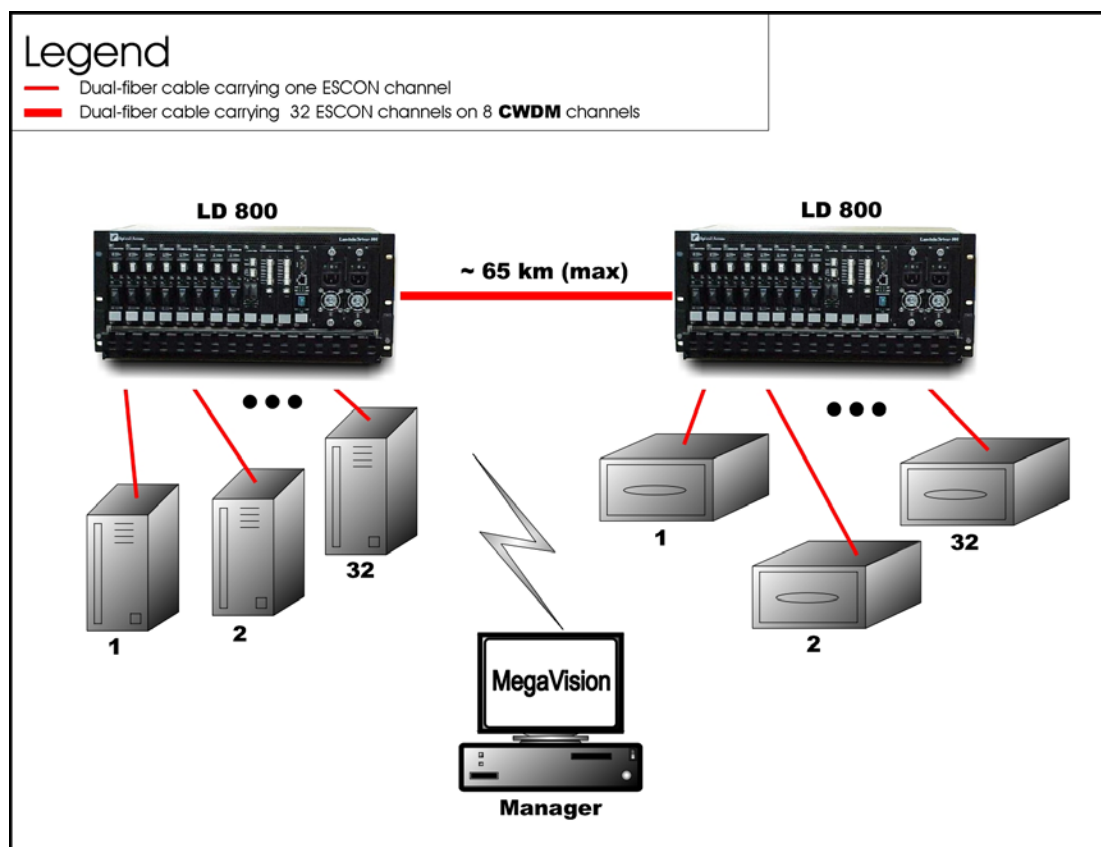 Legend
Dual-fiber cable carrying one ESCON channel
Dual-fiber cable carrying 32 ESCON channels on 8 CWDM channels
LD 800
LD 800
~ 65 km (max)
1
2
32
1
2
32
MegaVision
Manager